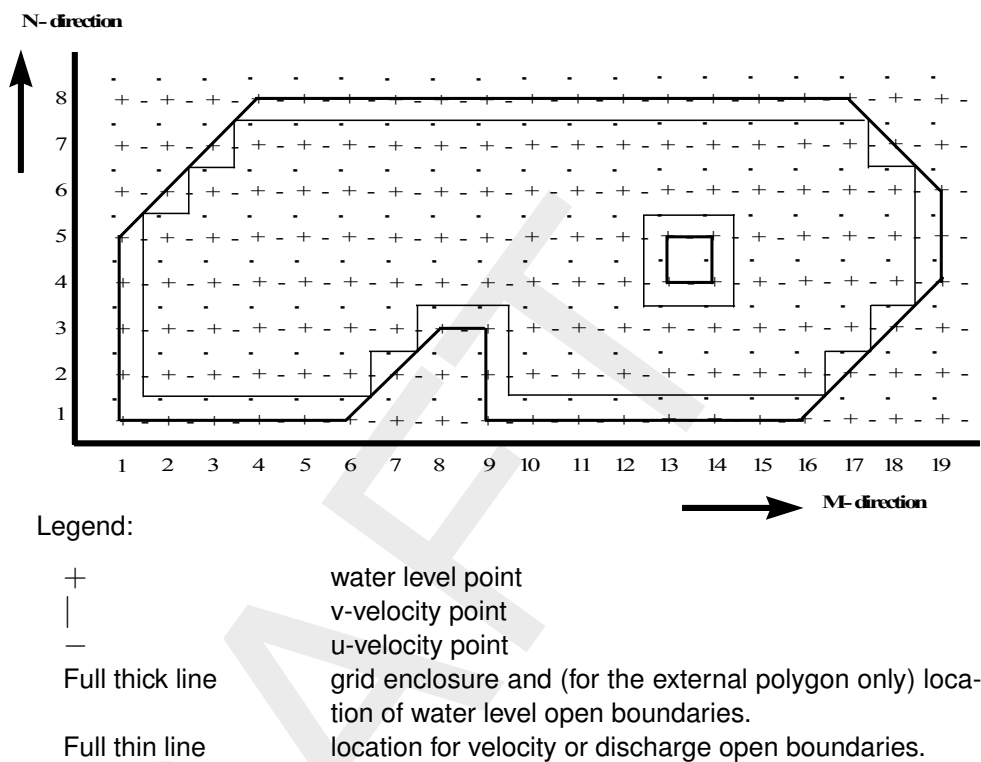 N-direction
8
7
6
5
4
3
2
1
1 2 3 4 5 6 7 8 9 10 11 12 13 14 15 16 17 18 19
M-direction
Legend:
+ water level point
| v-velocity point
− u-velocity point
Full thick line grid enclosure and (for the external polygon only) loca-
tion of water level open boundaries.
Full thin line location for velocity or discharge open boundaries.
AFT